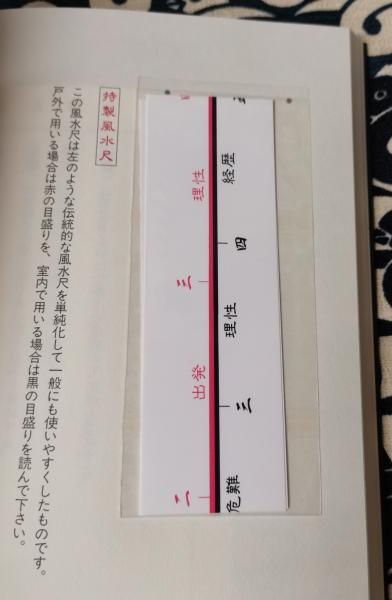 特製風水尺
この風水尺は左のような伝統的な風水尺を単純化して一般にも使いやすくしたものです。
戸外で用いる場合は赤の目盛りを、室内で用いる場合は黒の目盛りを読んで下さい。
経歴
四
理性
三
危難
理性
三
出発
二